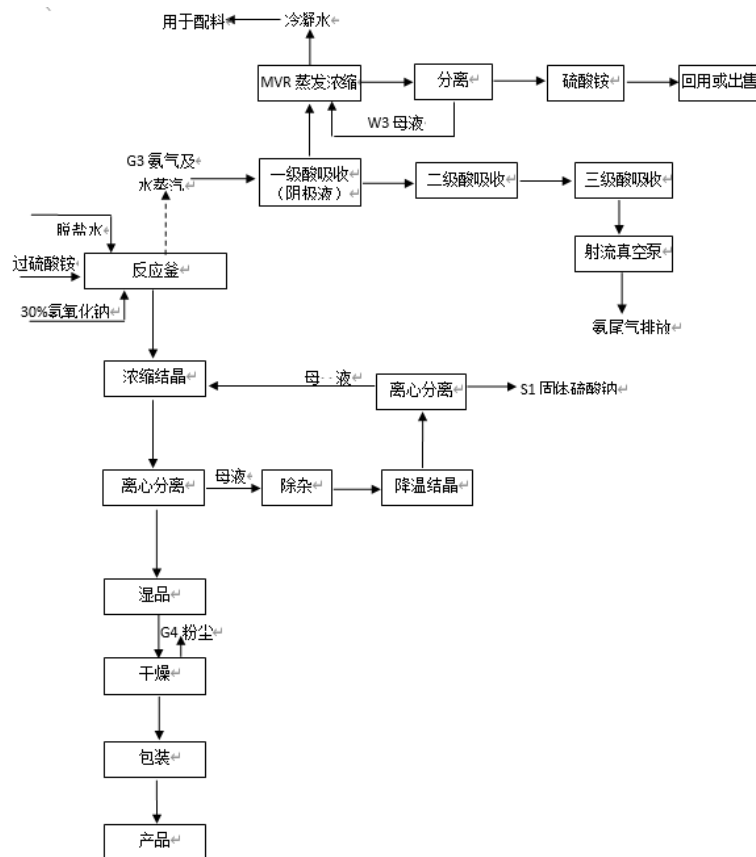 用于配料
冷凝水
MVR 蒸发浓缩
分离
硫酸铵
回用或出售
W3 母液
G3 氨气及
水蒸汽
一级酸吸收
(阴极液)
二级酸吸收
三级酸吸收
脱盐水
过硫酸铵
反应釜
30%氢氧化钠
射流真空泵
氨尾气排放
浓缩结晶
母 液
离心分离
S1 固体硫酸钠
离心分离
母液
除杂
降温结晶
湿品
G4 粉尘
干燥
包装
产品